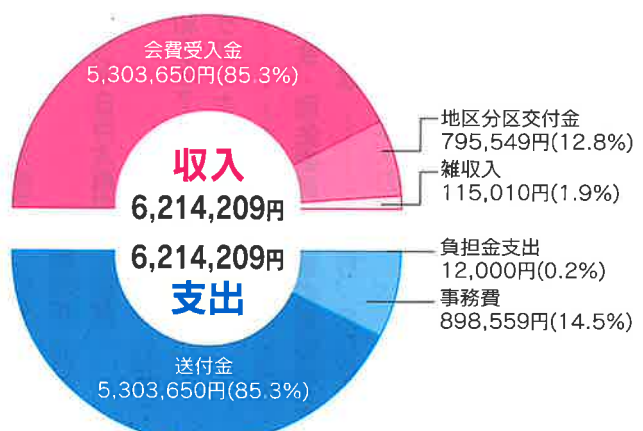 会費受入金
5,303,650円(85.3%)
地区分区交付金
795,549円(12.8%)
雑収入
115,010円(1.9%)
収入
6,214,209円
6,214,209円
支出
負担金支出
12,000円(0.2%)
事務費
898,559円(14.5%)
送付金
5,303,650円(85.3%)